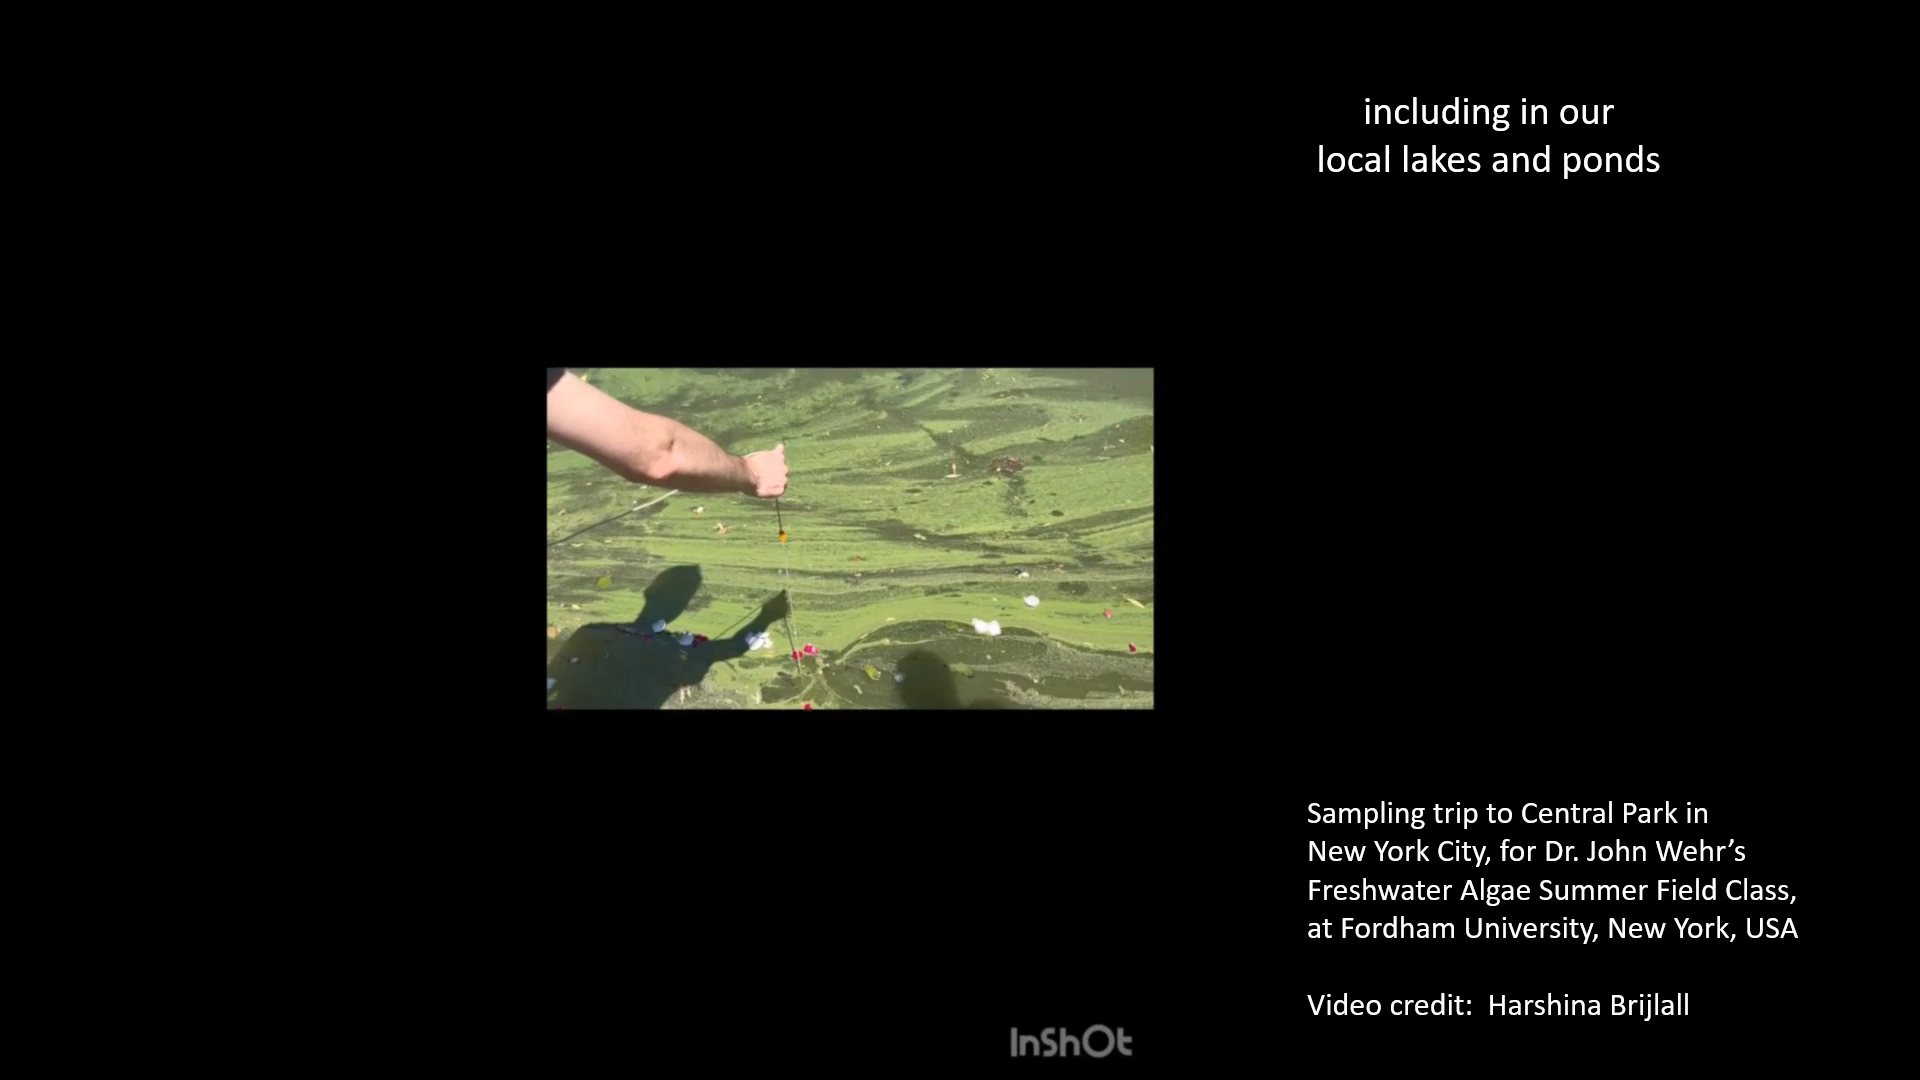 including in our
local lakes and ponds
Sampling trip to Central Park in
New York City, for Dr. John Wehr’s
Freshwater Algae Summer Field Class,
at Fordham University, New York, USA
Video credit:  Harshina Brijlall
InShOt